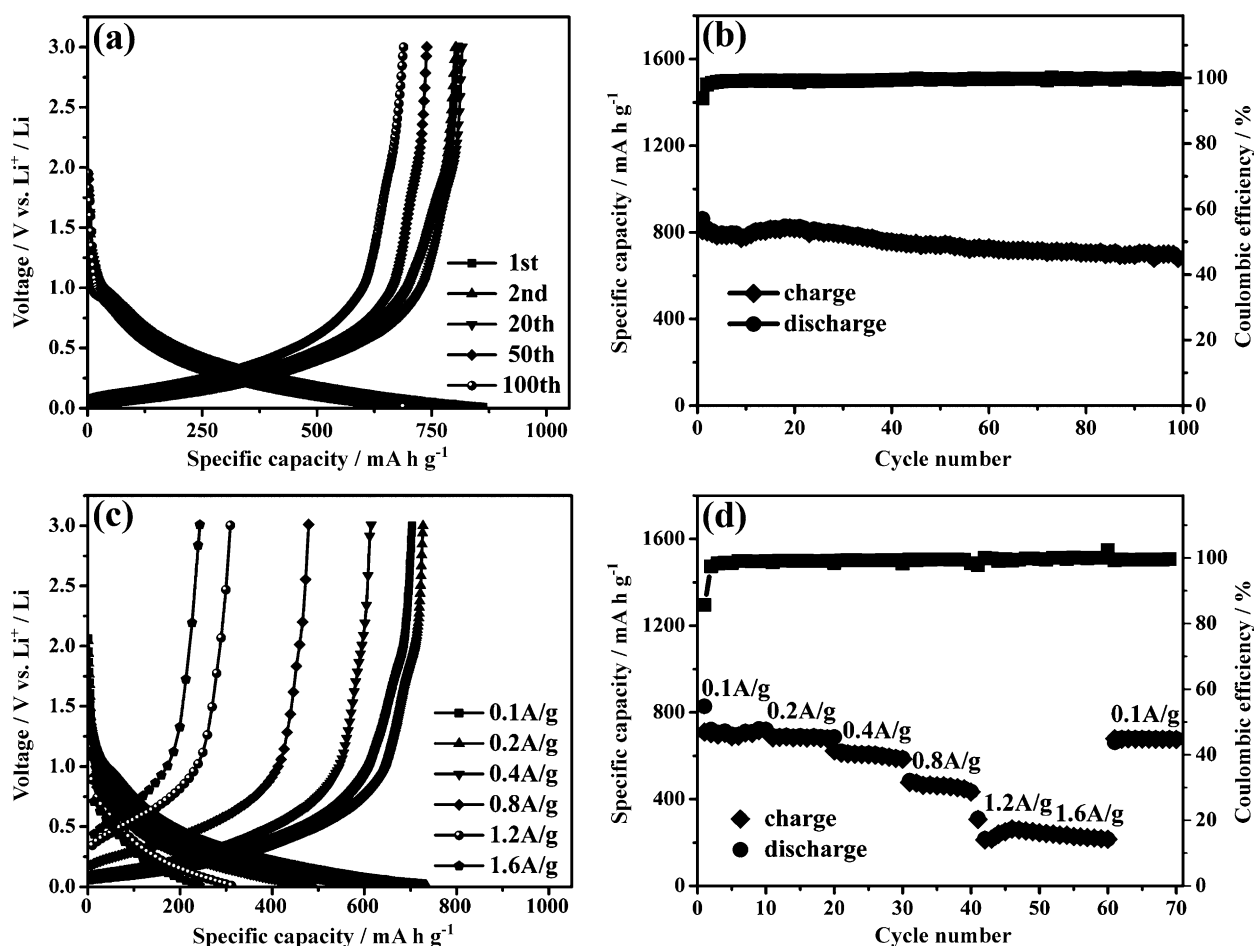 (a)
3.0
2.5
2.0
1.5
1.0
0.5
0.0
Voltage / V vs. Li⁺ / Li
1st
2nd
20th
50th
100th
0 250 500 750 1000
Specific capacity / mA h g⁻¹
(b)
1600
1200
800
400
0
Specific capacity / mA h g⁻¹
charge
discharge
100
80
60
40
20
0
Coulombic efficiency / %
0 20 40 60 80 100
Cycle number
(c)
3.0
2.5
2.0
1.5
1.0
0.5
0.0
Voltage / V vs. Li⁺ / Li
0.1A/g
0.2A/g
0.4A/g
0.8A/g
1.2A/g
1.6A/g
0 200 400 600 800 1000
Specific capacity / mA h g⁻¹
(d)
1600
1200
800
400
0
Specific capacity / mA h g⁻¹
0.1A/g
0.2A/g
0.4A/g
0.8A/g
1.2A/g
1.6A/g
0.1A/g
charge
discharge
100
80
60
40
20
0
Coulombic efficiency / %
0 10 20 30 40 50 60 70
Cycle number